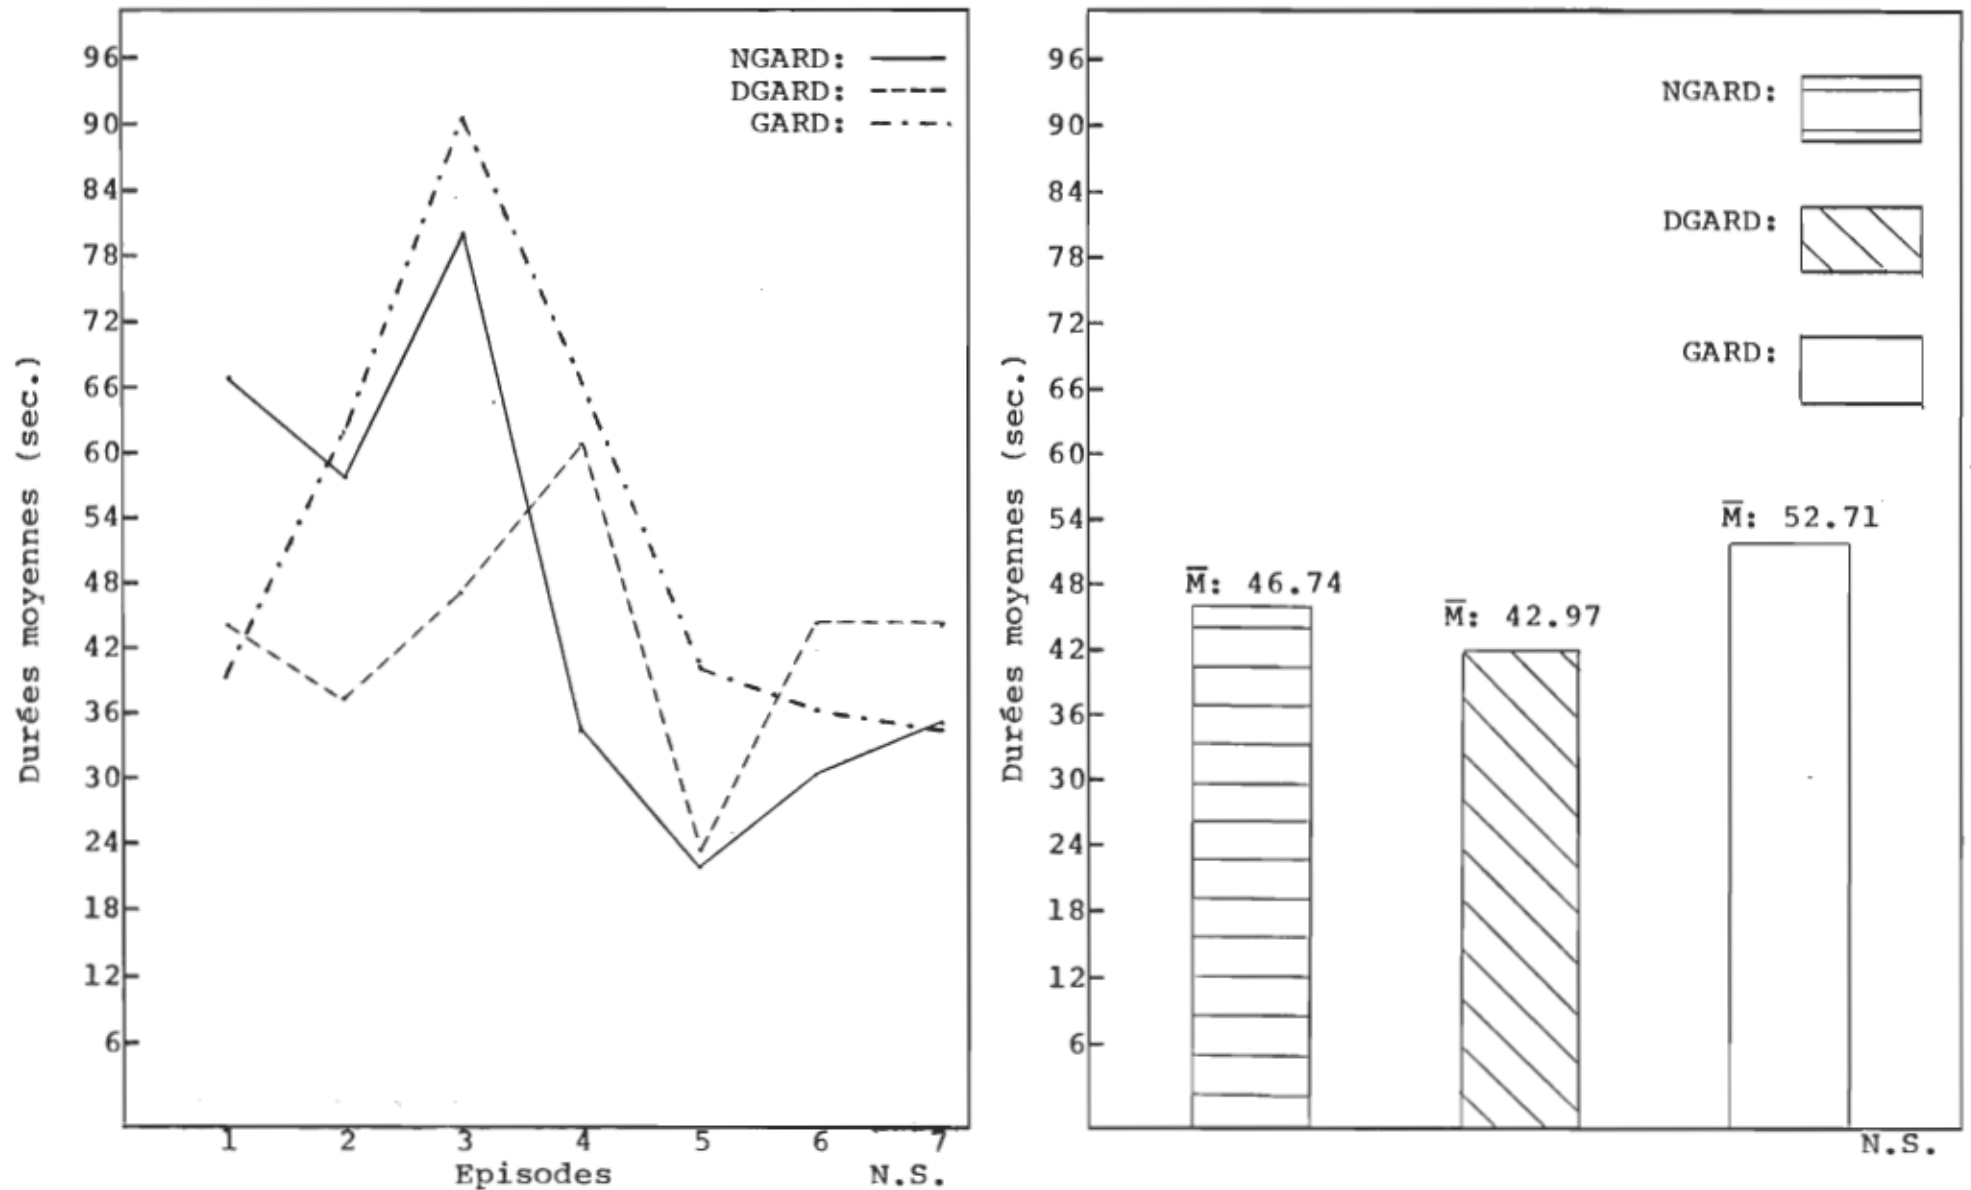 Durées moyennes (sec.)
96
90
84
78
72
66
60
54
48
42
36
30
24
18
12
6
NGARD:
DGARD:
GARD:
1 2 3 4 5 6 7
Episodes N.S.
Durées moyennes (sec.)
96
90
84
78
72
66
60
54
48
42
36
30
24
18
12
6
NGARD:
DGARD:
GARD:
M̅: 46.74
M̅: 42.97
M̅: 52.71
N.S.